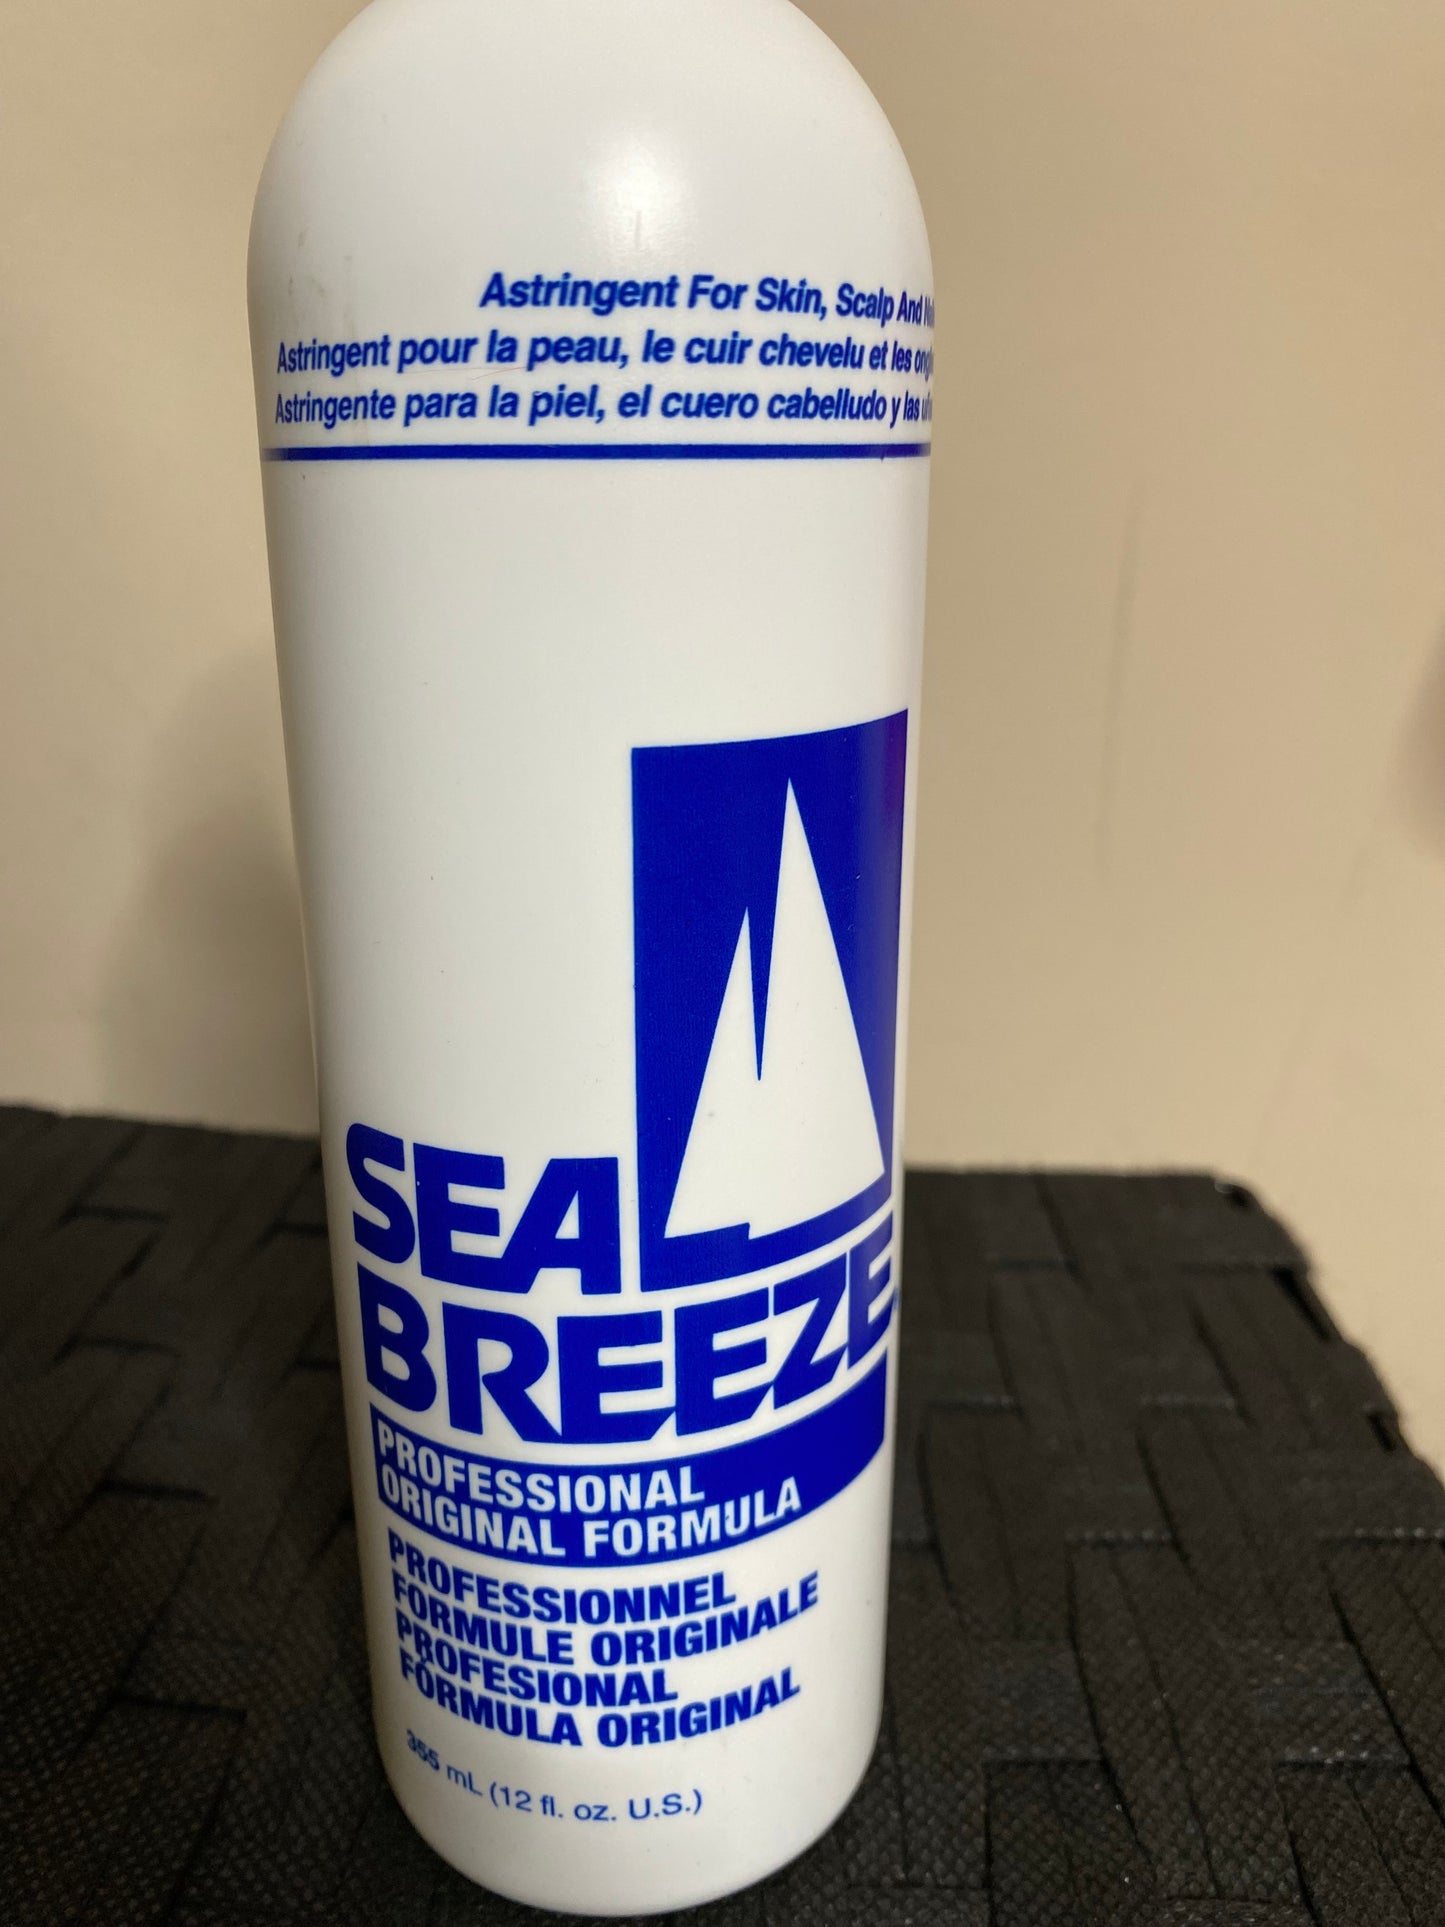 Astringent For Skin, Scalp And
Astringent pour la peau, le cuir chevelu et les
Astringente para la piel, el cuero cabelludo y las
SEA
BREEZE
PROFESSIONAL
ORIGINAL FORMULA
PROFESSIONNEL
FORMULE ORIGINALE
PROFESIONAL
FÓRMULA ORIGINAL
355 mL (12 fl. oz. U.S.)